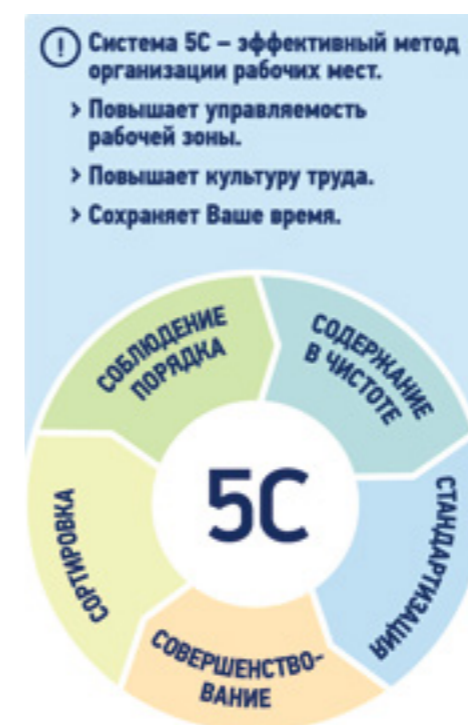 ! Система 5С – эффективный метод
организации рабочих мест.
> Повышает управляемость
рабочей зоны.
> Повышает культуру труда.
> Сохраняет Ваше время.
СОБЛЮДЕНИЕ
ПОРЯДКА
СОДЕРЖАНИЕ
В ЧИСТОТЕ
СТАНДАРТИЗАЦИЯ
СОВЕРШЕНСТВО-
ВАНИЕ
СОРТИРОВКА
5С